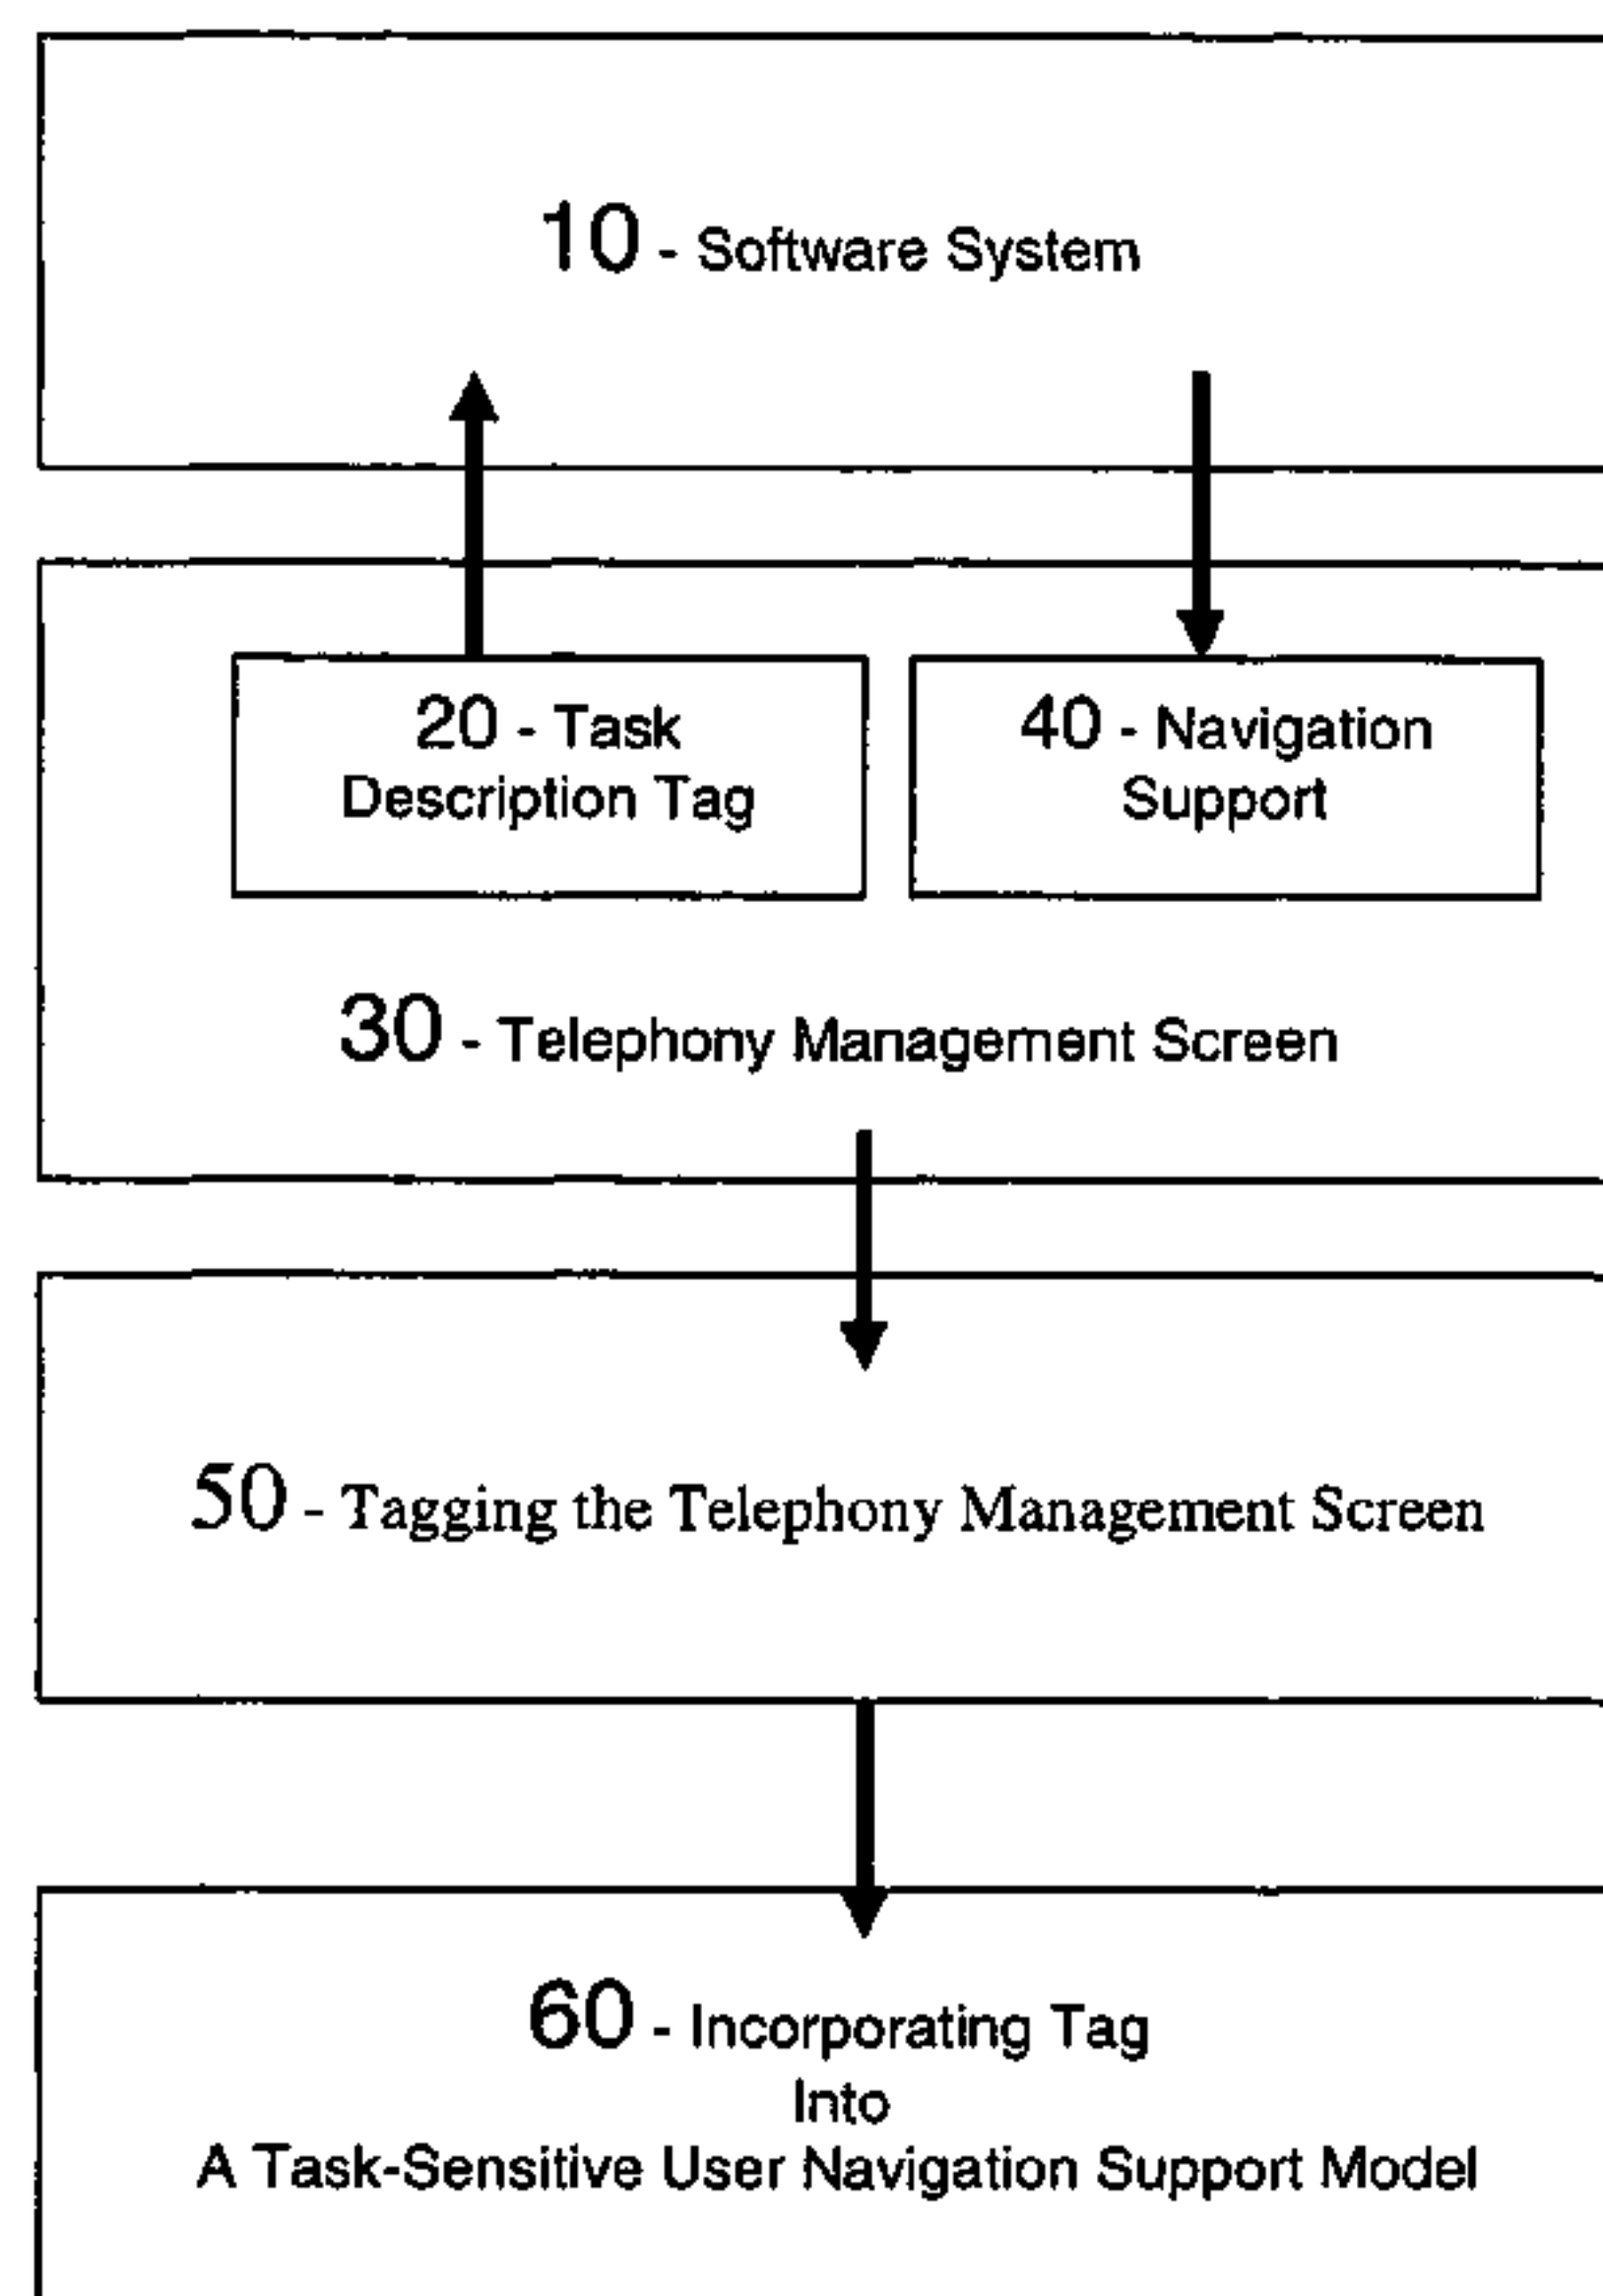 10 - Software System
20 - Task
Description Tag
40 - Navigation
Support
30 - Telephony Management Screen
50 - Tagging the Telephony Management Screen
60 - Incorporating Tag
Into
A Task-Sensitive User Navigation Support Model